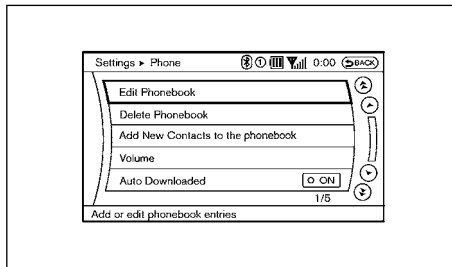 Settings ► Phone ① 0:00 BACK
Edit Phonebook
Delete Phonebook
Add New Contacts to the phonebook
Volume
Auto Downloaded O ON
1/5
Add or edit phonebook entries